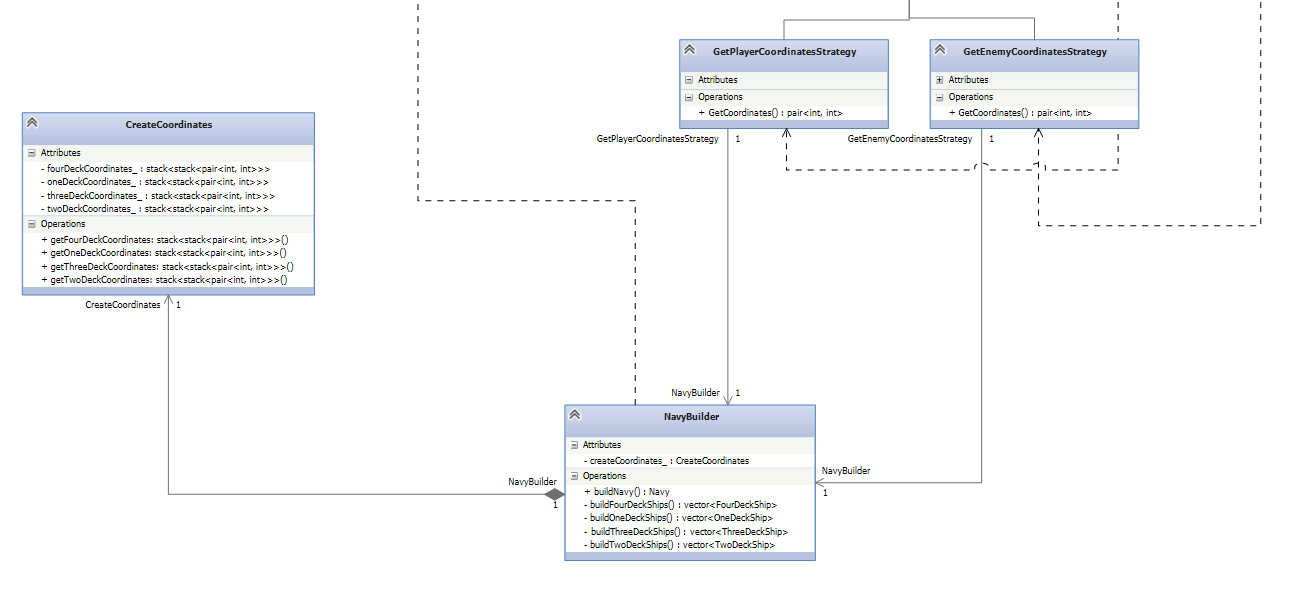 GetPlayerCoordinatesStrategy
Attributes
Operations
+ GetCoordinates() : pair<int, int>
GetPlayerCoordinatesStrategy 1
GetEnemyCoordinatesStrategy
Attributes
Operations
+ GetCoordinates() : pair<int, int>
GetEnemyCoordinatesStrategy 1
CreateCoordinates
Attributes
- fourDeckCoordinates_ : stack<stack<pair<int, int>>>
- oneDeckCoordinates_ : stack<stack<pair<int, int>>>
- threeDeckCoordinates_ : stack<stack<pair<int, int>>>
- twoDeckCoordinates_ : stack<stack<pair<int, int>>>
Operations
+ getFourDeckCoordinates: stack<stack<pair<int, int>>>()
+ getOneDeckCoordinates: stack<stack<pair<int, int>>>()
+ getThreeDeckCoordinates: stack<stack<pair<int, int>>>()
+ getTwoDeckCoordinates: stack<stack<pair<int, int>>>()
CreateCoordinates 1
NavyBuilder 1
NavyBuilder
Attributes
- createCoordinates_ : CreateCoordinates
Operations
+ buildNavy() : Navy
- buildFourDeckShips() : vector<FourDeckShip>
- buildOneDeckShips() : vector<OneDeckShip>
- buildThreeDeckShips() : vector<ThreeDeckShip>
- buildTwoDeckShips() : vector<TwoDeckShip>
NavyBuilder
1
NavyBuilder
1